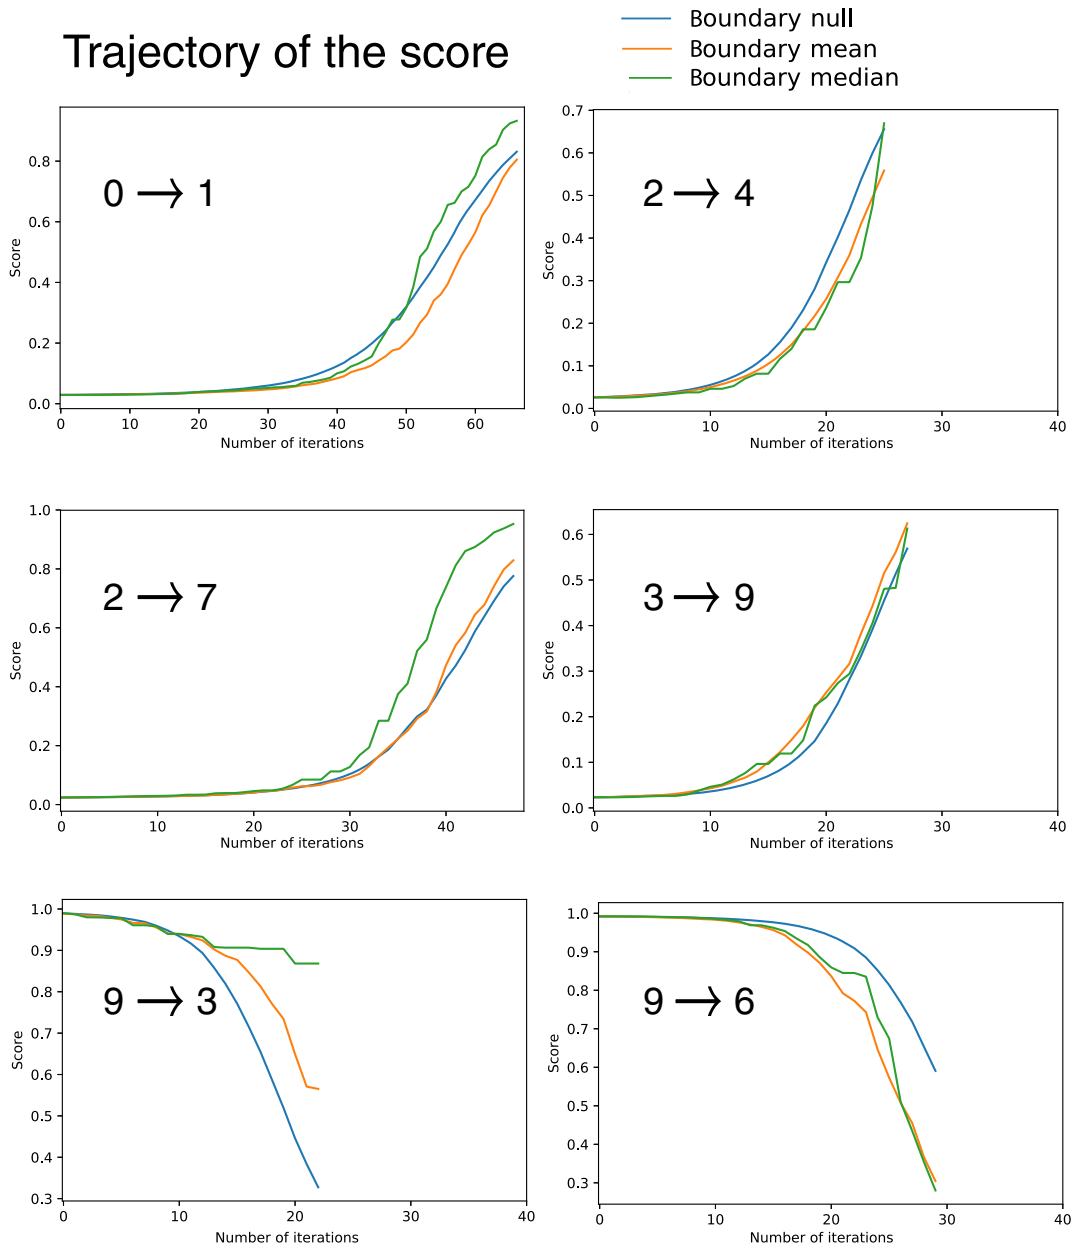 Trajectory of the score
Boundary null
Boundary mean
Boundary median
0 → 1
Score
0.8
0.6
0.4
0.2
0.0
0 10 20 30 40 50 60
Number of iterations
2 → 4
Score
0.7
0.6
0.5
0.4
0.3
0.2
0.1
0.0
0 10 20 30 40
Number of iterations
2 → 7
Score
1.0
0.8
0.6
0.4
0.2
0.0
0 10 20 30 40
Number of iterations
3 → 9
Score
0.6
0.5
0.4
0.3
0.2
0.1
0.0
0 10 20 30 40
Number of iterations
9 → 3
Score
1.0
0.9
0.8
0.7
0.6
0.5
0.4
0.3
0 10 20 30 40
Number of iterations
9 → 6
Score
1.0
0.9
0.8
0.7
0.6
0.5
0.4
0.3
0 10 20 30 40
Number of iterations